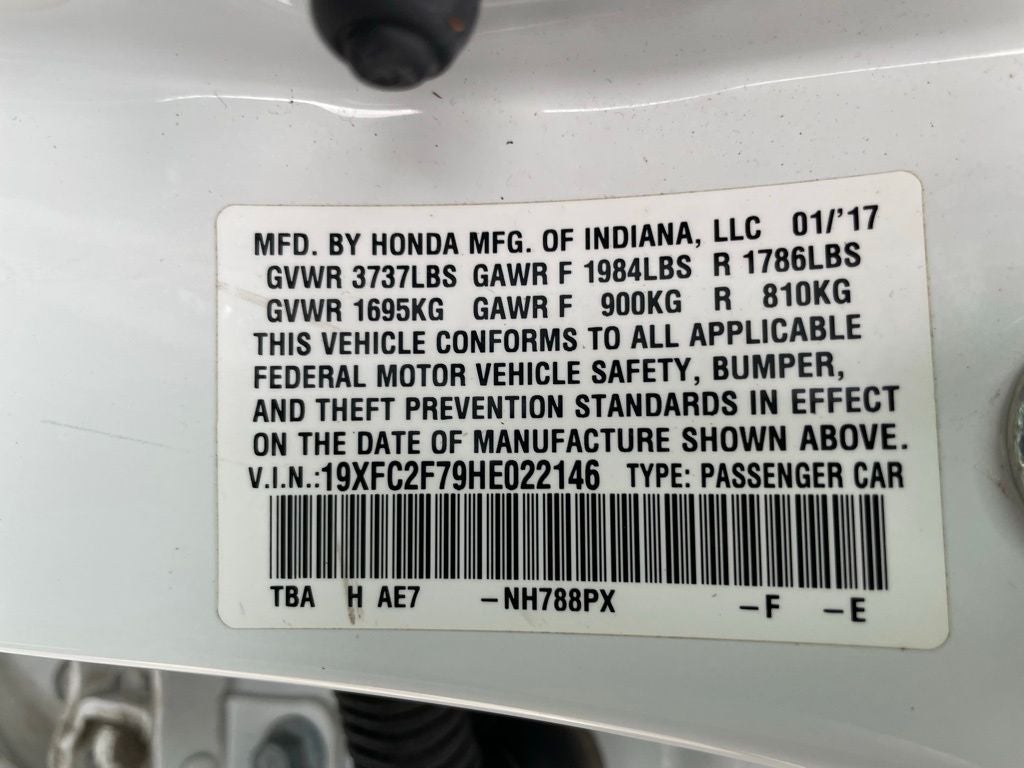 MFD. BY HONDA MFG. OF INDIANA, LLC 01/'17
GVWR 3737LBS GAWR F 1984LBS R 1786LBS
GVWR 1695KG GAWR F 900KG R 810KG
THIS VEHICLE CONFORMS TO ALL APPLICABLE
FEDERAL MOTOR VEHICLE SAFETY, BUMPER,
AND THEFT PREVENTION STANDARDS IN EFFECT
ON THE DATE OF MANUFACTURE SHOWN ABOVE.
V.I.N.:19XFC2F79HE022146 TYPE: PASSENGER CAR
TBA H AE7 –NH788PX –F –E